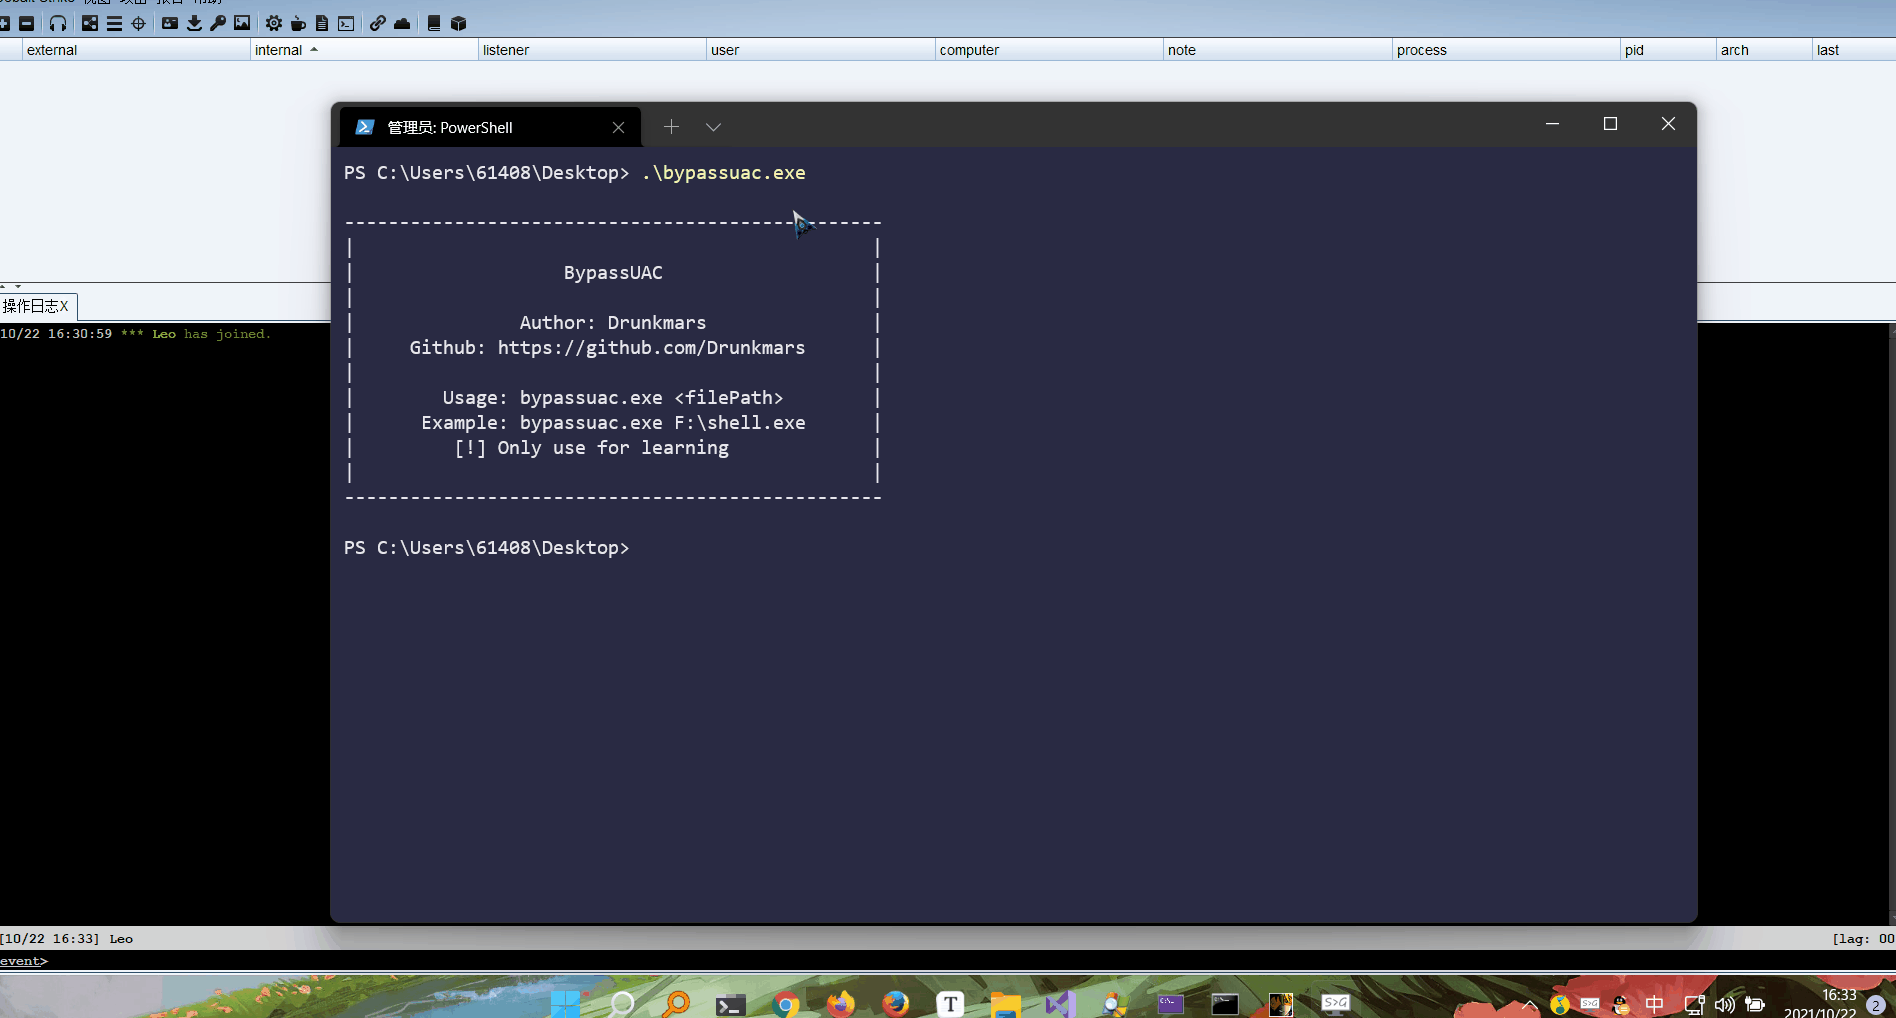 external internal listener user computer note process pid arch last
管理员: PowerShell
PS C:\Users\61408\Desktop> .\bypassuac.exe
-------------------------------------------------
| |
| BypassUAC |
| |
| Author: Drunkmars |
| Github: https://github.com/Drunkmars |
| |
| Usage: bypassuac.exe <filePath> |
| Example: bypassuac.exe F:\shell.exe |
| [!] Only use for learning |
| |
-------------------------------------------------
PS C:\Users\61408\Desktop>
操作日志X
10/22 16:30:59 *** Leo has joined.
[10/22 16:33] Leo
[lag: 00
event>
T
S>G
S>G
中
16:33
2021/10/22
2